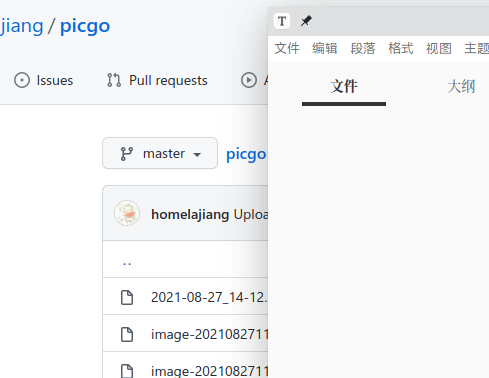 jiang / picgo
Issues
Pull requests
master
picgo
homelajiang Uploa
..
2021-08-27_14-12.
image-2021082711
image-2021082711
T
文件 编辑 段落 格式 视图 主题
文件 大纲